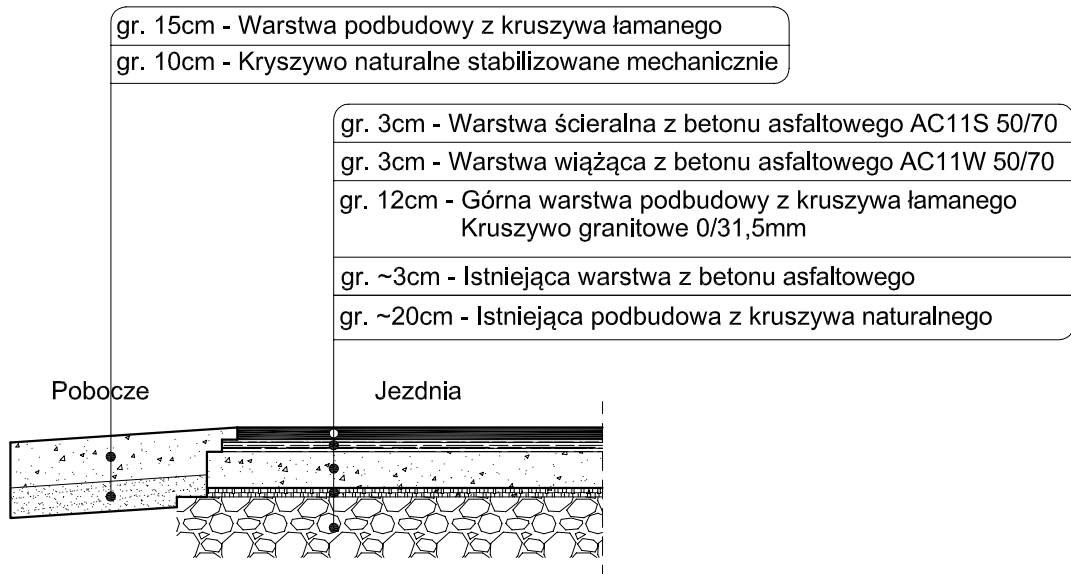 gr. 15cm - Warstwa podbudowy z kruszywa łamanego
gr. 10cm - Kryszywo naturalne stabilizowane mechanicznie
gr. 3cm - Warstwa ścieralna z betonu asfaltowego AC11S 50/70
gr. 3cm - Warstwa wiążąca z betonu asfaltowego AC11W 50/70
gr. 12cm - Górna warstwa podbudowy z kruszywa łamanego
Kruszywo granitowe 0/31,5mm
gr. ~3cm - Istniejąca warstwa z betonu asfaltowego
gr. ~20cm - Istniejąca podbudowa z kruszywa naturalnego
Pobocze
Jezdnia